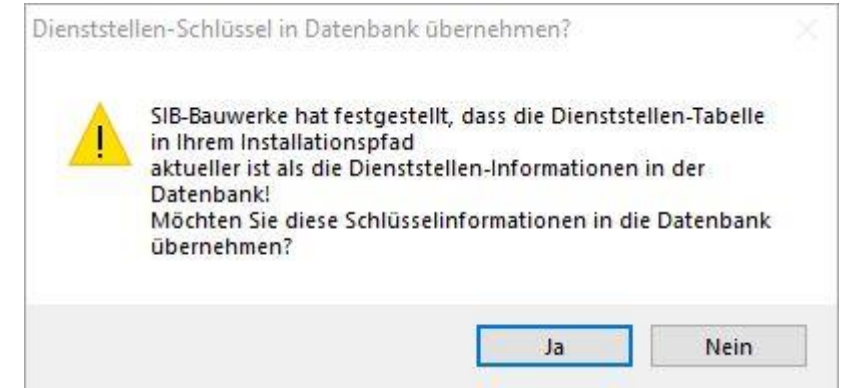 Dienststellen-Schlüssel in Datenbank übernehmen?
SIB-Bauwerke hat festgestellt, dass die Dienststellen-Tabelle
in Ihrem Installationspfad
aktueller ist als die Dienststellen-Informationen in der
Datenbank!
Möchten Sie diese Schlüsselinformationen in die Datenbank
übernehmen?
Ja
Nein